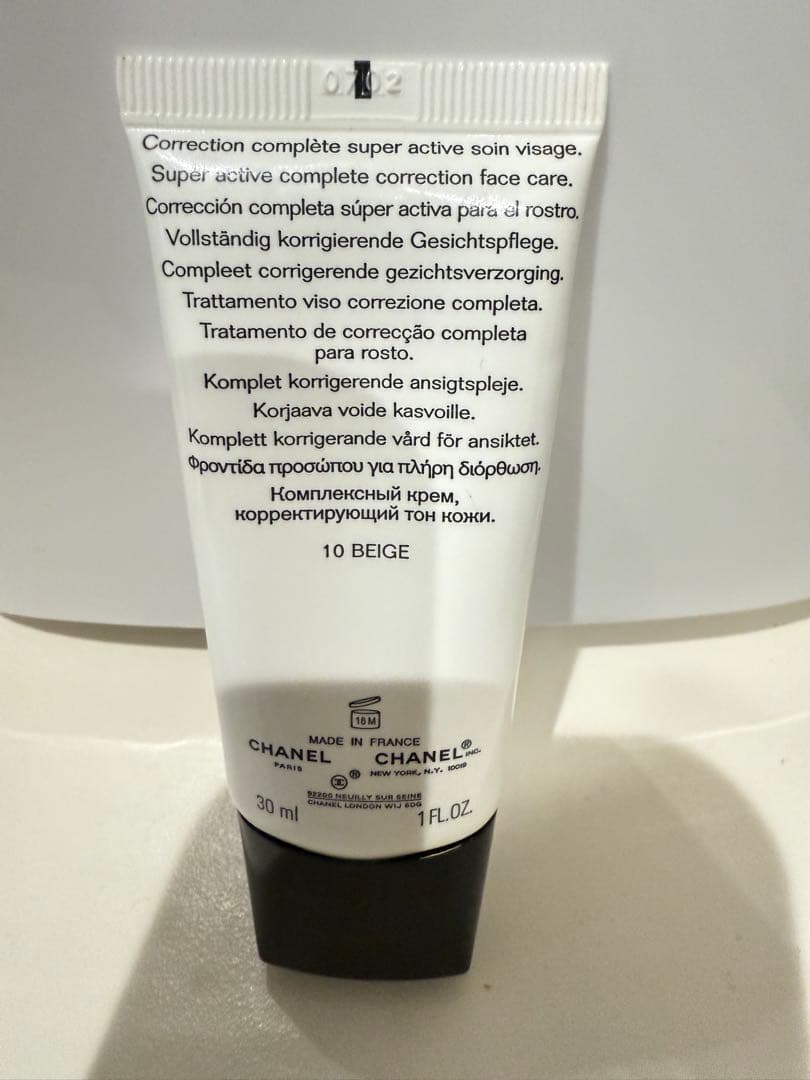 0702
Correction complète super active soin visage.
Super active complete correction face care.
Corrección completa súper activa para el rostro.
Vollständig korrigierende Gesichtspflege.
Compleet corrigerende gezichtsverzorging.
Trattamento viso correzione completa.
Tratamento de correcção completa
para rosto.
Komplet korrigerende ansigtspleje.
Korjaava voide kasvoille.
Komplett korrigerande vård för ansiktet.
Φροντίδα προσώπου για πλήρη διόρθωση.
Комплексный крем,
корректирующий тон кожи.
10 BEIGE
18 M
MADE IN FRANCE
CHANEL CHANEL® INC.
PARIS ® NEW YORK, N.Y. 10019
92200 NEUILLY SUR SEINE
CHANEL LONDON W1J 6DG
30 ml 1 FL.OZ.